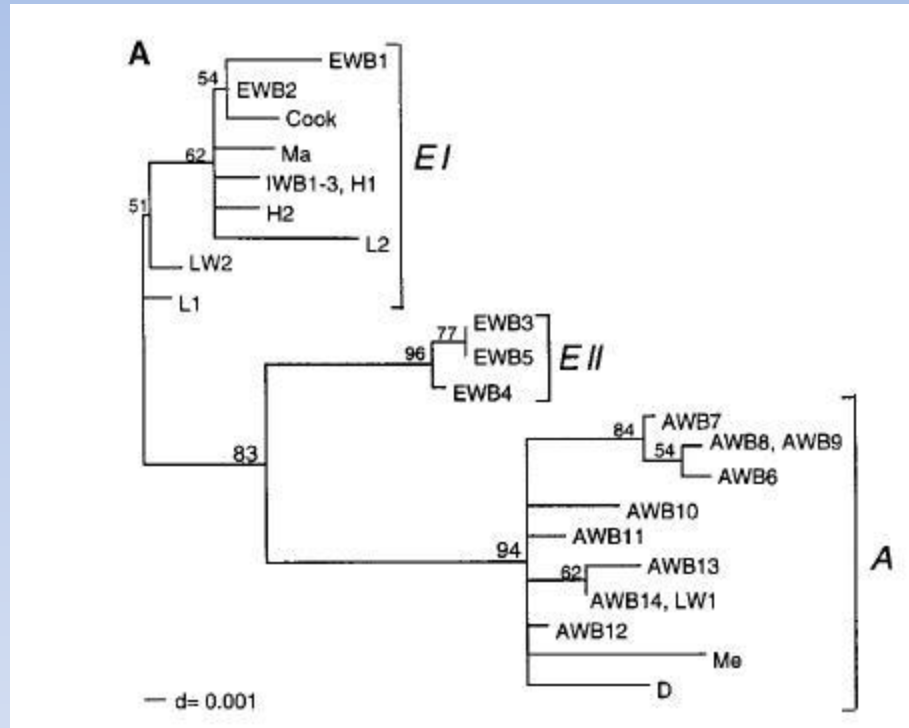 A
EWB1
54
EWB2
Cook
Ma
62
IWB1-3, H1
H2
L2
E I
51
LW2
L1
EWB3
77
EWB5
96
EWB4
E II
83
AWB7
84
AWB8, AWB9
54
AWB6
AWB10
AWB11
94
AWB13
62
AWB14, LW1
AWB12
Me
D
A
d= 0.001